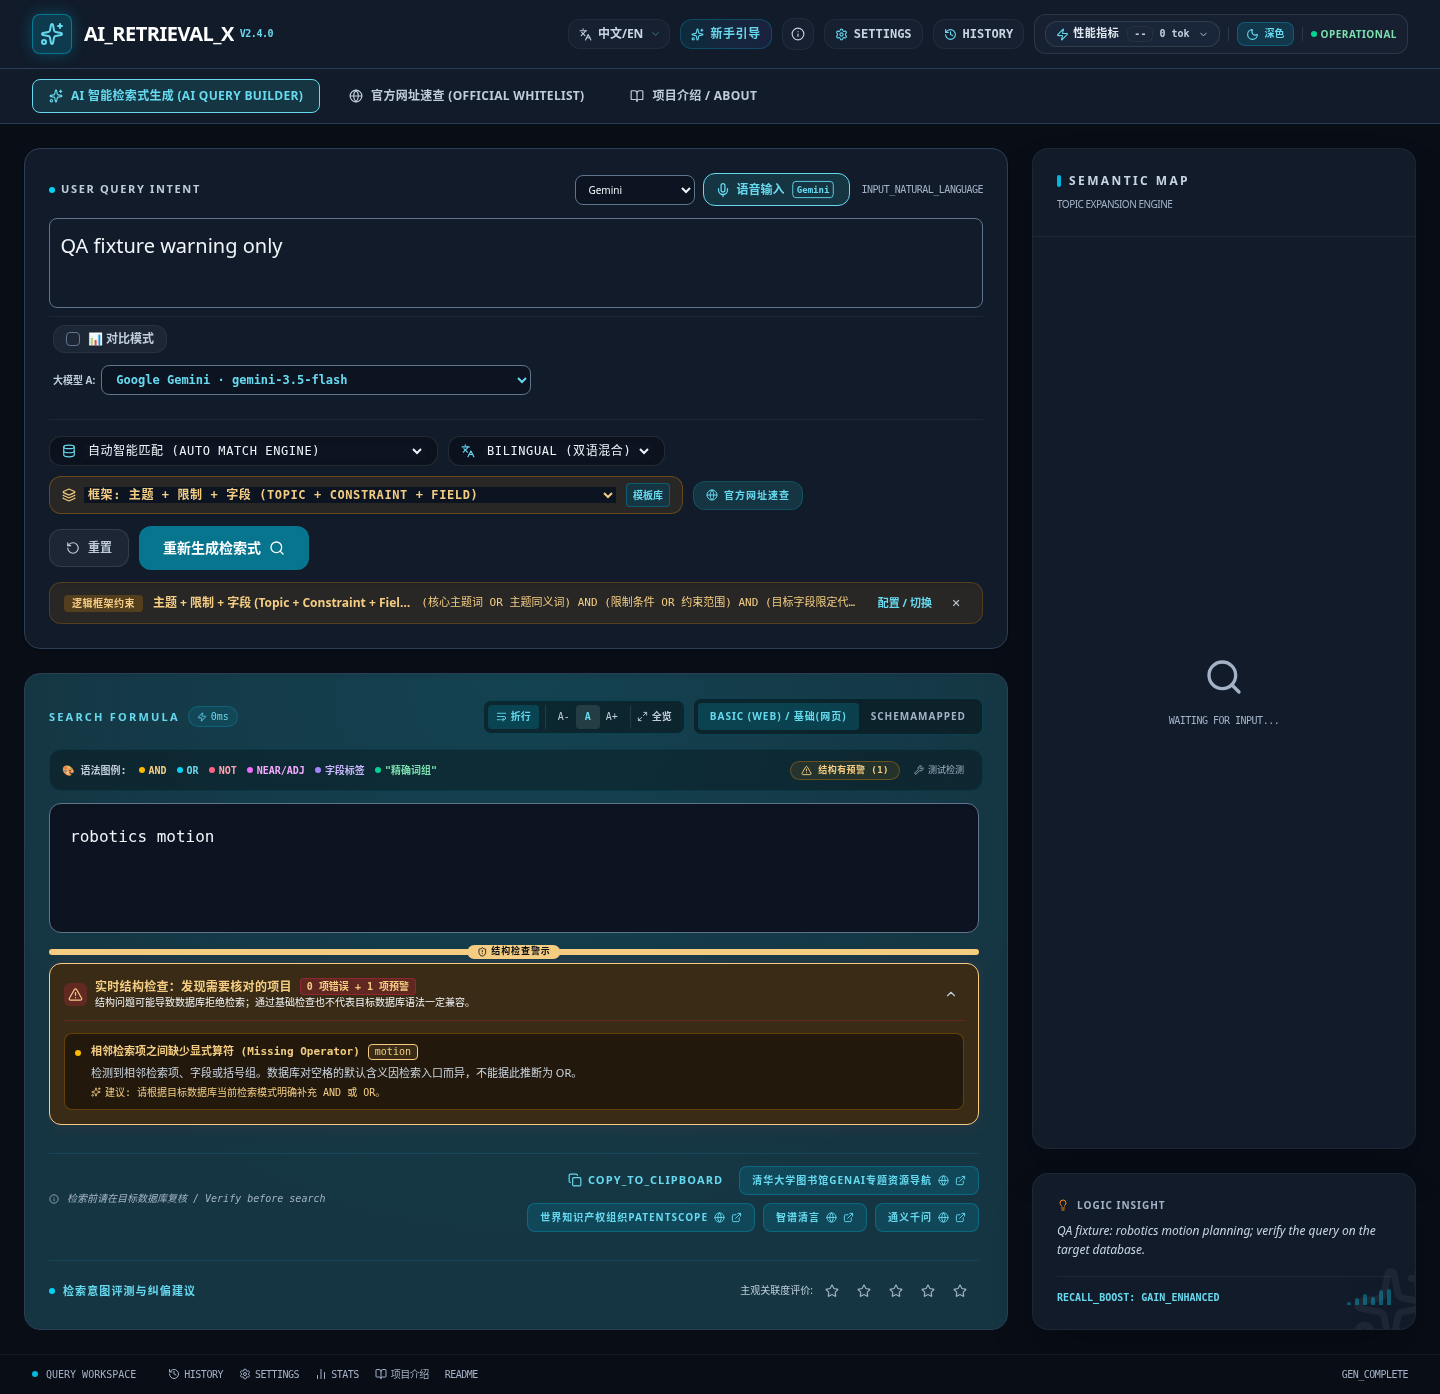 AI_RETRIEVAL_X V2.4.0
中文/EN
新手引导
SETTINGS
HISTORY
性能指标 -- 0 tok
深色
OPERATIONAL
AI 智能检索式生成 (AI QUERY BUILDER)
官方网址速查 (OFFICIAL WHITELIST)
项目介绍 / ABOUT
USER QUERY INTENT
Gemini
语音输入 Gemini
INPUT_NATURAL_LANGUAGE
QA fixture warning only
📊 对比模式
大模型 A: Google Gemini · gemini-3.5-flash
自动智能匹配 (AUTO MATCH ENGINE)
BILINGUAL (双语混合)
框架: 主题 + 限制 + 字段 (TOPIC + CONSTRAINT + FIELD)
模板库
官方网址速查
重置
重新生成检索式
逻辑框架约束 主题 + 限制 + 字段 (Topic + Constraint + Fiel... (核心主题词 OR 主题同义词) AND (限制条件 OR 约束范围) AND (目标字段限定代…
配置 / 切换 ×
SEMANTIC MAP
TOPIC EXPANSION ENGINE
WAITING FOR INPUT...
SEARCH FORMULA 0ms
折行 A- A A+ 全览
BASIC (WEB) / 基础(网页) SCHEMAMAPPED
🎨 语法图例: AND OR NOT NEAR/ADJ 字段标签 "精确词组"
结构有预警 (1)
测试检测
robotics motion
结构检查警示
实时结构检查：发现需要核对的项目 0 项错误 + 1 项预警
结构问题可能导致数据库拒绝检索；通过基础检查也不代表目标数据库语法一定兼容。
相邻检索项之间缺少显式算符 (Missing Operator) motion
检测到相邻检索项、字段或括号组。数据库对空格的默认含义因检索入口而异，不能据此推断为 OR。
建议: 请根据目标数据库当前检索模式明确补充 AND 或 OR。
检索前请在目标数据库复核 / Verify before search
COPY_TO_CLIPBOARD
清华大学图书馆GENAI专题资源导航
世界知识产权组织PATENTSCOPE
智谱清言
通义千问
检索意图评测与纠偏建议
主观关联度评价:
LOGIC INSIGHT
QA fixture: robotics motion planning; verify the query on the
target database.
RECALL_BOOST: GAIN_ENHANCED
QUERY WORKSPACE
HISTORY
SETTINGS
STATS
项目介绍
README
GEN_COMPLETE